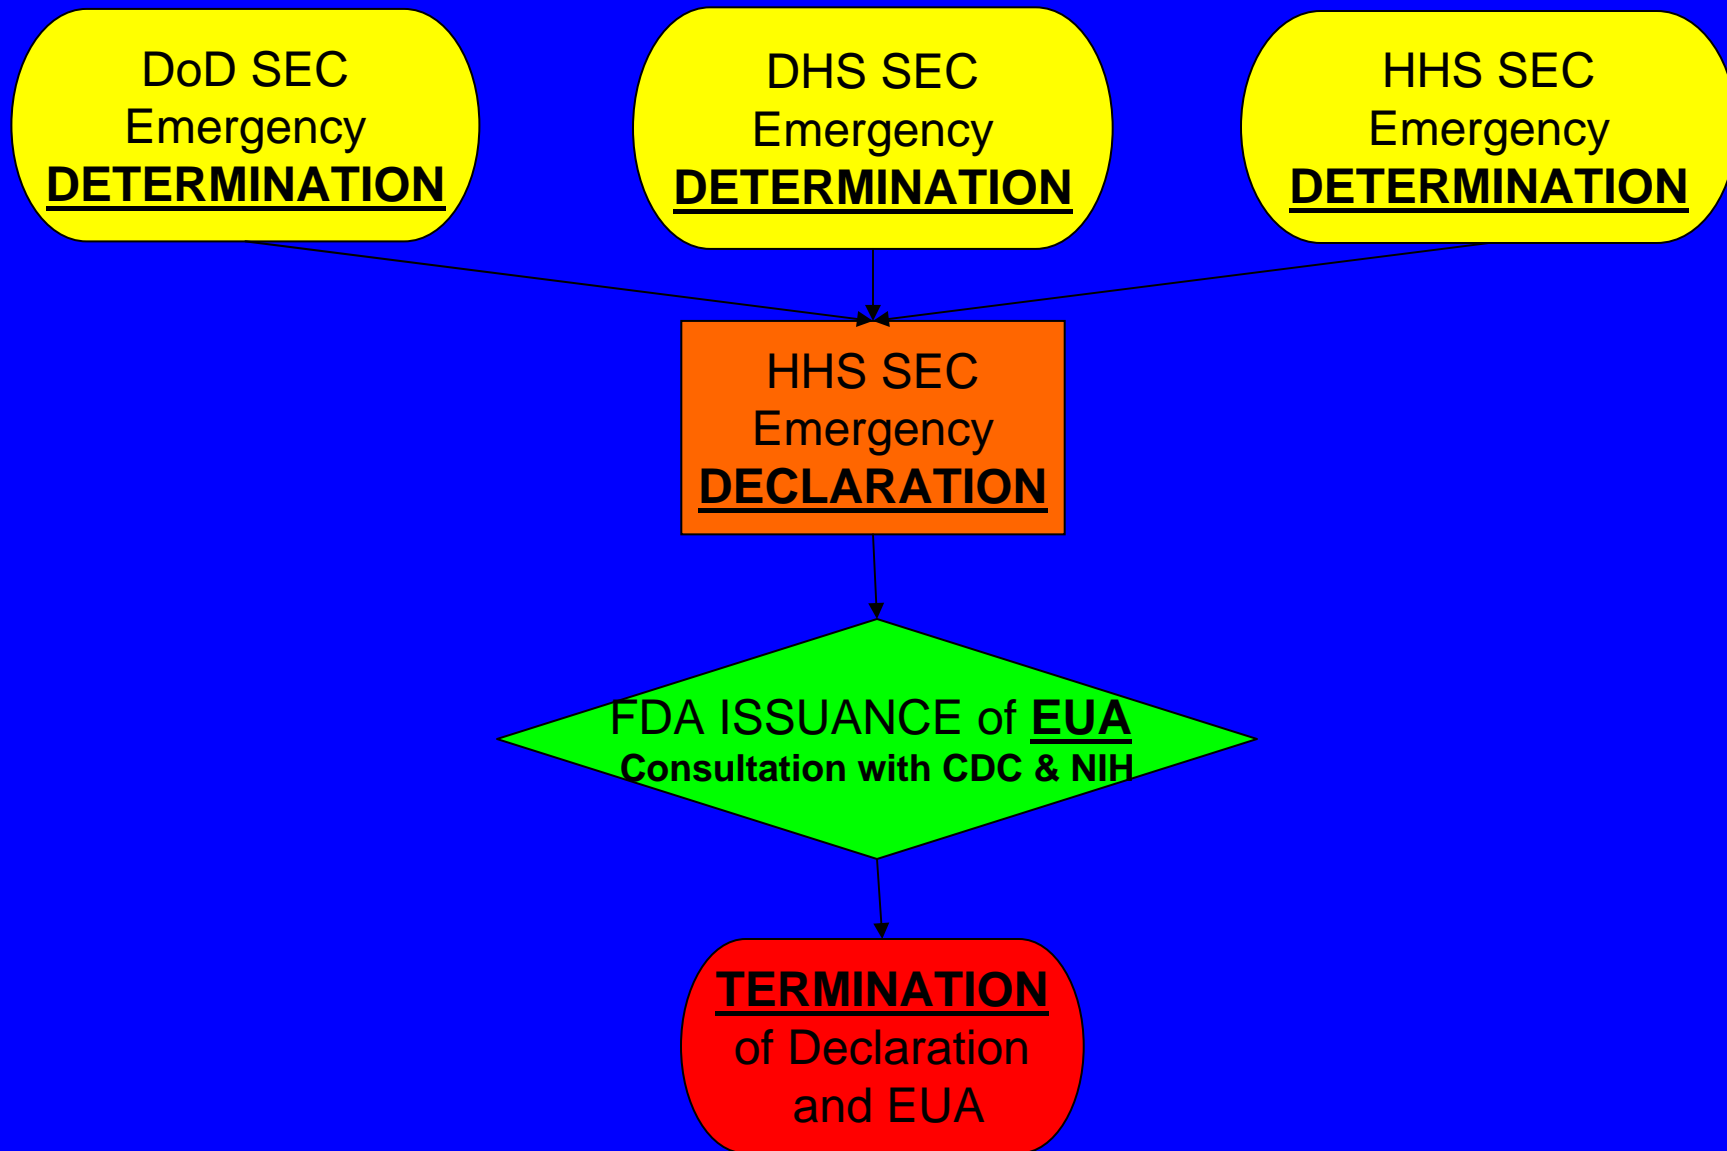 DoD SEC
Emergency
DETERMINATION
DHS SEC
Emergency
DETERMINATION
HHS SEC
Emergency
DETERMINATION
HHS SEC
Emergency
DECLARATION
FDA ISSUANCE of EUA
Consultation with CDC & NIH
TERMINATION
of Declaration
and EUA